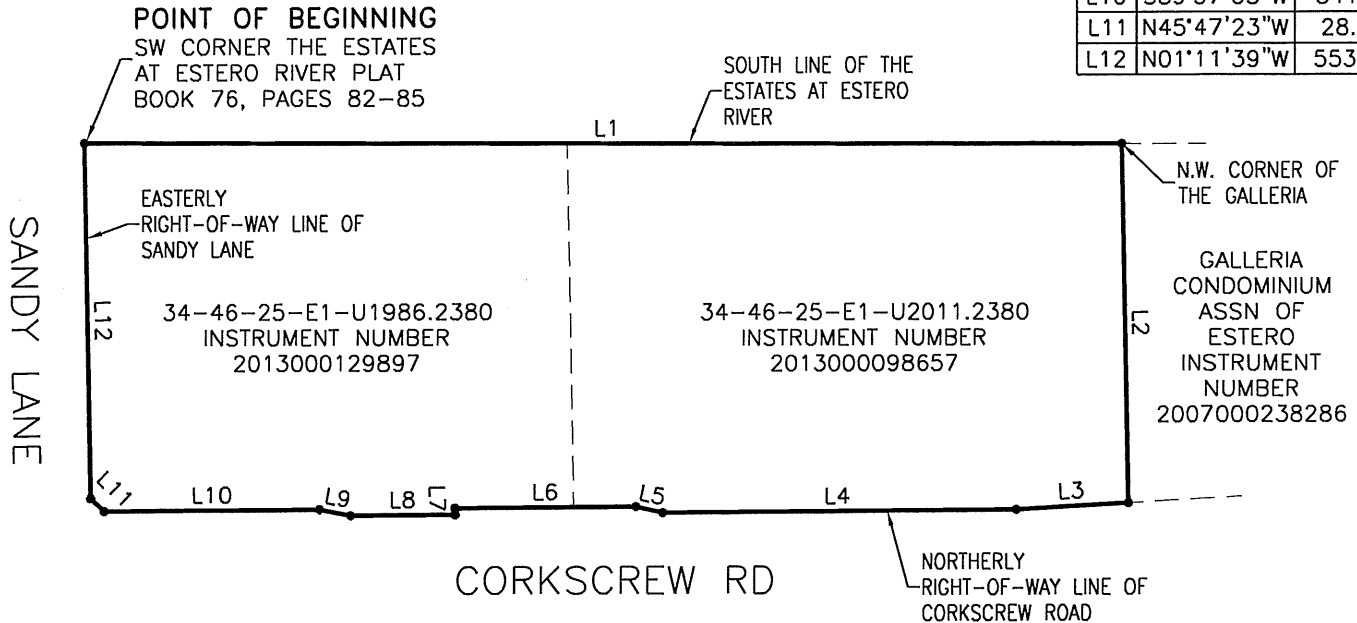 POINT OF BEGINNING
SW CORNER THE ESTATES
AT ESTERO RIVER PLAT
BOOK 76, PAGES 82–85
L11 N45°47'23"W 28.
L12 N01°11'39"W 553
SOUTH LINE OF THE
ESTATES AT ESTERO
RIVER
L1
N.W. CORNER OF
THE GALLERIA
EASTERLY
RIGHT–OF–WAY LINE OF
SANDY LANE
SANDY LANE
L12
34–46–25–E1–U1986.2380
INSTRUMENT NUMBER
2013000129897
34–46–25–E1–U2011.2380
INSTRUMENT NUMBER
2013000098657
L2
GALLERIA
CONDOMINIUM
ASSN OF
ESTERO
INSTRUMENT
NUMBER
2007000238286
L11
L10
L9
L8
L7
L6
L5
L4
L3
CORKSCREW RD
NORTHERLY
RIGHT–OF–WAY LINE OF
CORKSCREW ROAD